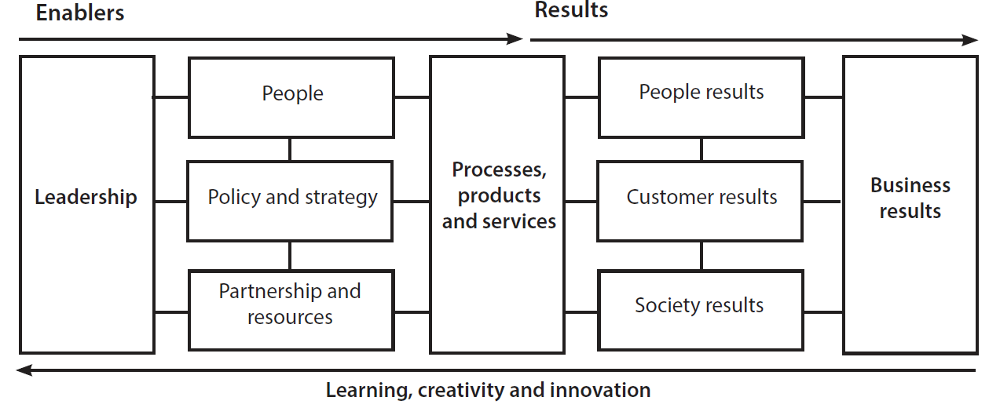 Enablers
Results
Leadership
People
Policy and strategy
Partnership and
resources
Processes,
products
and services
People results
Customer results
Society results
Business
results
Learning, creativity and innovation